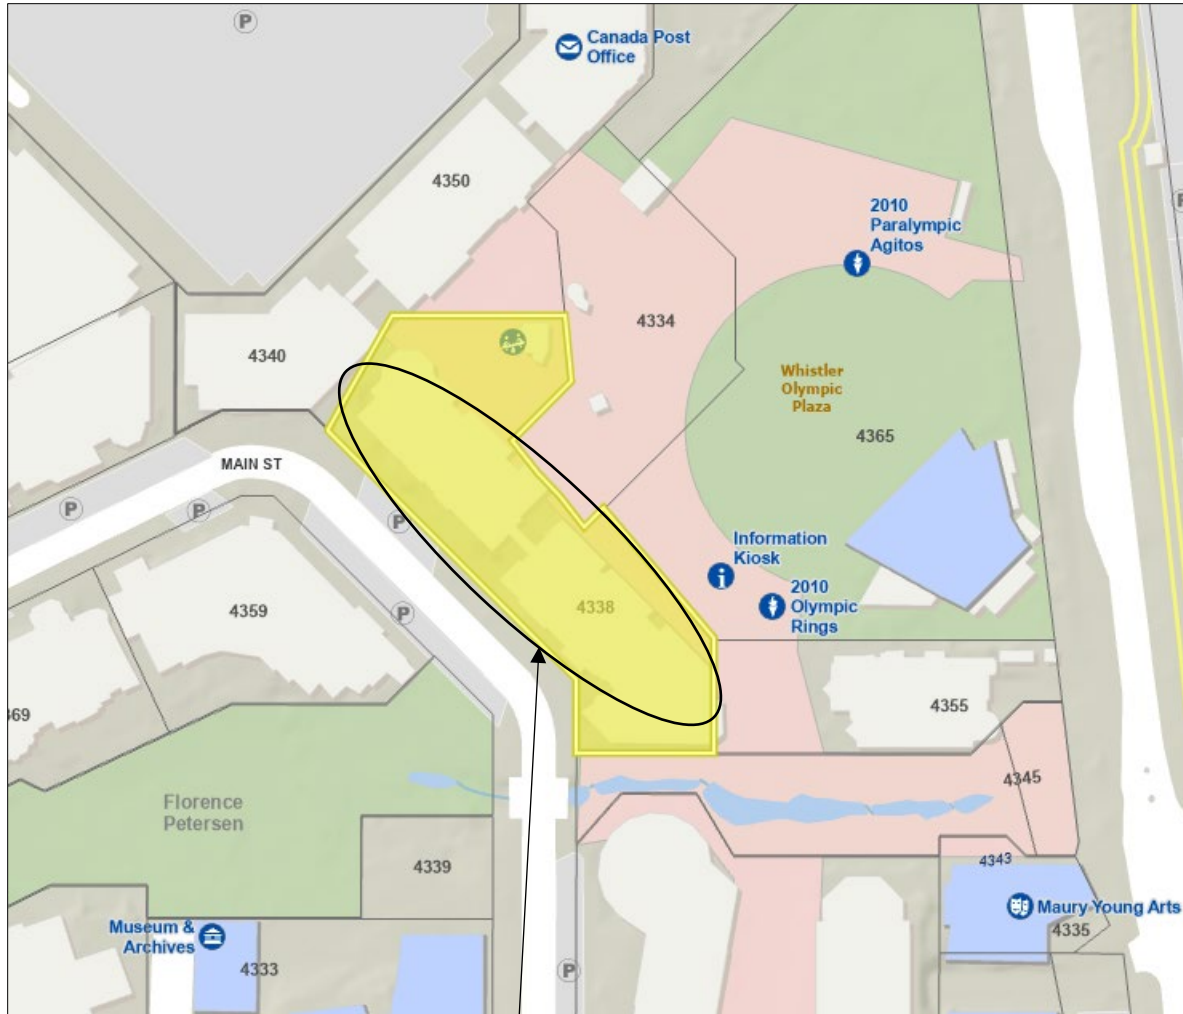 P
Canada Post
Office
4350
2010
Paralympic
Agitos
P
4334
4340
Whistler
Olympic
Plaza
4365
MAIN ST
P
P
P
Information
Kiosk
2010
Olympic
Rings
4338
4359
P
369
4355
4345
Florence
Petersen
4339
4343
Maury Young Arts
4335
Museum &
Archives
4333
P